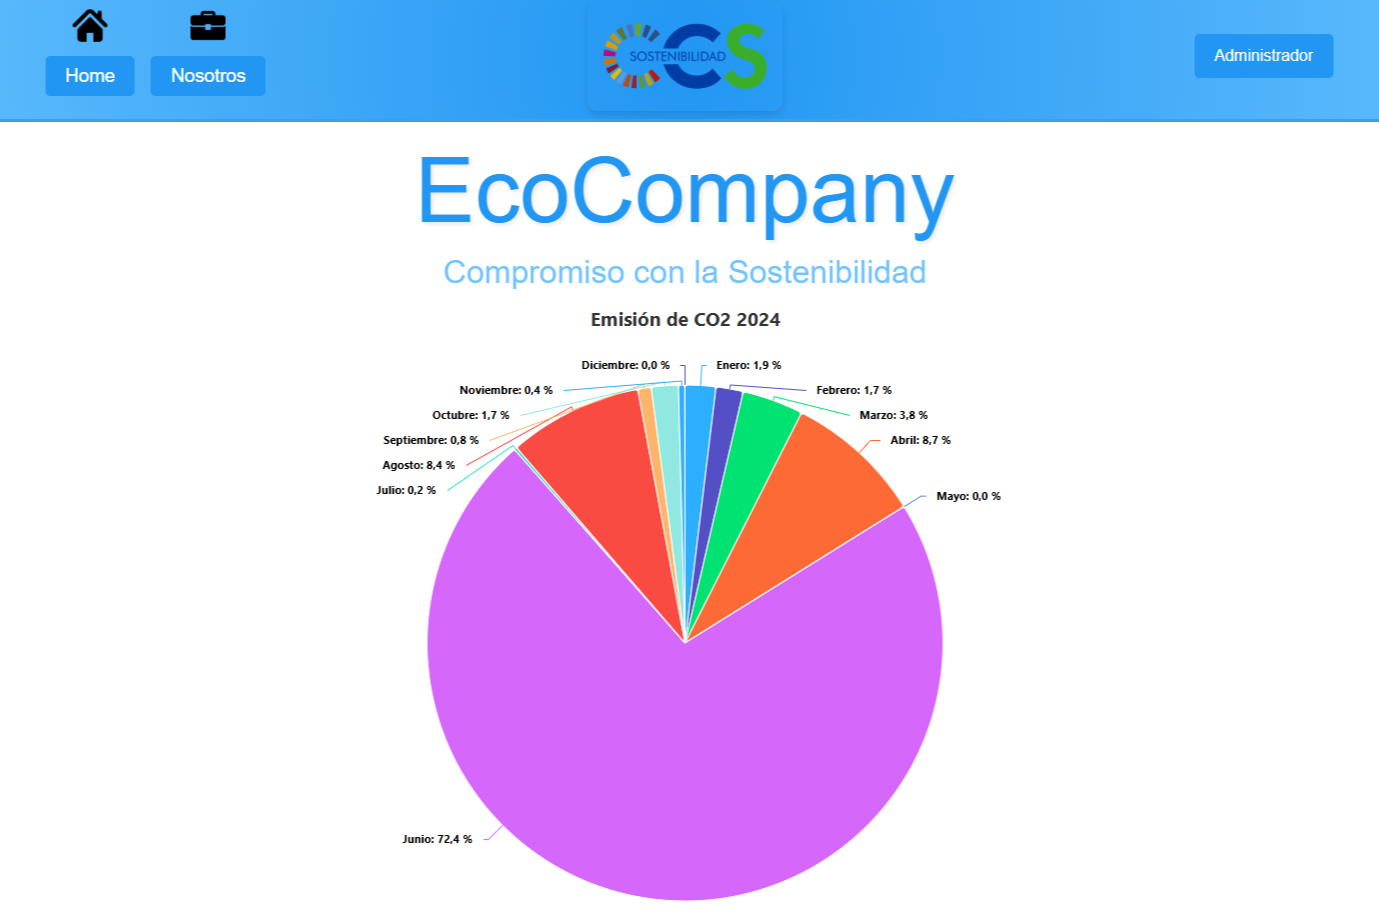 Home
Nosotros
SOSTENIBILIDAD
CS
Administrador
EcoCompany
Compromiso con la Sostenibilidad
Emisión de CO2 2024
Diciembre: 0,0 %
Enero: 1,9 %
Noviembre: 0,4 %
Febrero: 1,7 %
Octubre: 1,7 %
Marzo: 3,8 %
Septiembre: 0,8 %
Abril: 8,7 %
Agosto: 8,4 %
Julio: 0,2 %
Mayo: 0,0 %
Junio: 72,4 %